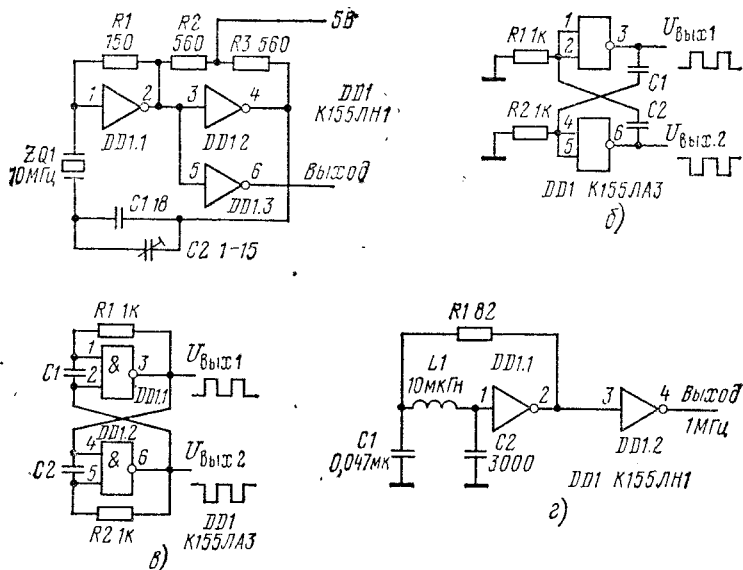 R1
150
R2
560
R3 560
5В
1
2
DD1.1
3
4
DD1.2
5
6
DD1.3
Выход
DD1
К155ЛН1
ZQ1
10МГц
C1 18
C2 1-15
R1 1к
1
2
3
Uвых1
C1
C2
R2 1к
4
5
6
Uвых.2
DD1 К155ЛА3
б)
R1 1к
1
2
&
3
DD1.1
Uвых1
C1
DD1.2
4
5
&
6
Uвых2
C2
R2 1к
DD1
К155ЛА3
в)
R1 82
L1
10мкГн
DD1.1
1
2
3
4
Выход
1МГц
DD1.2
C1
0,047мк
C2
3000
DD1 К155ЛН1
г)